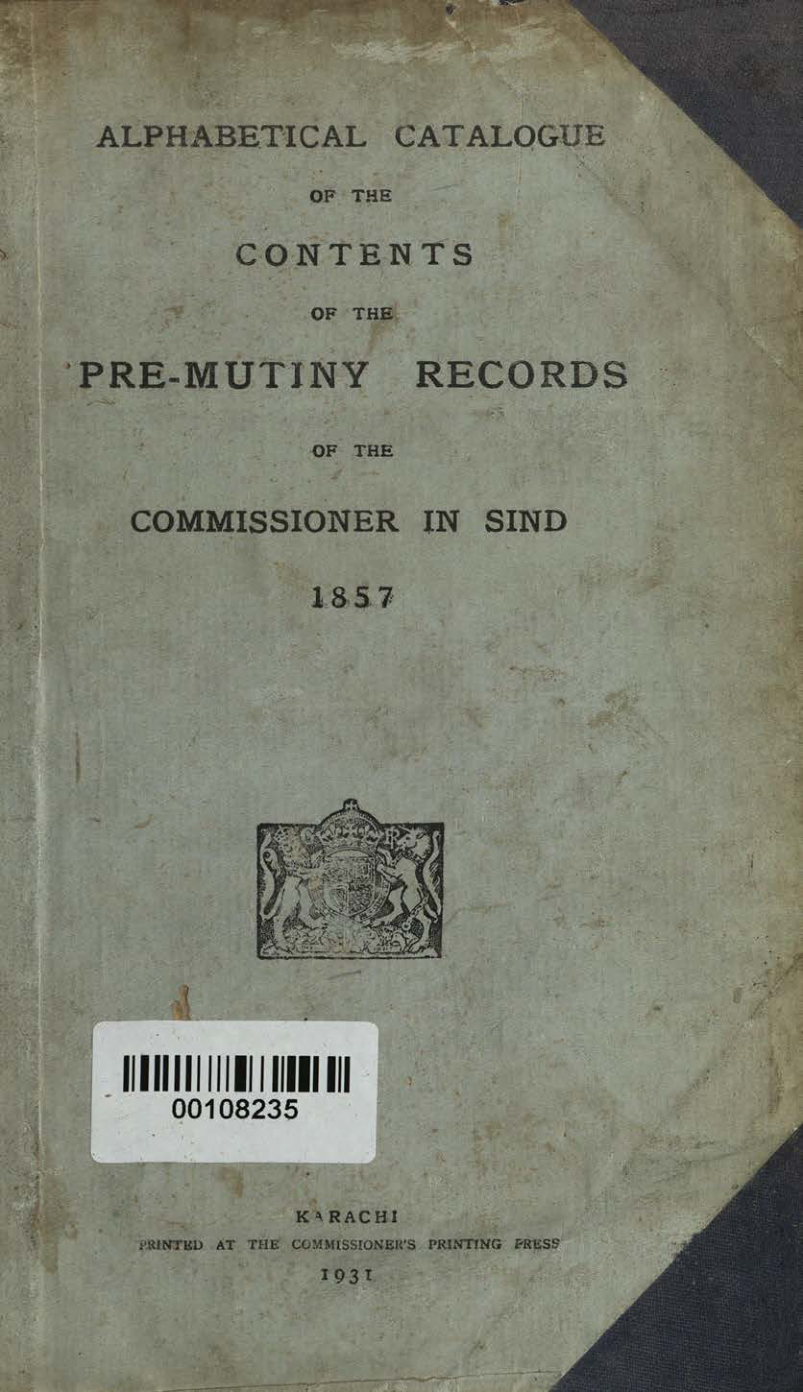 ALPHABETICAL CATALOGUE
OF THE
CONTENTS
OF THE
PRE-MUTINY RECORDS
OF THE
COMMISSIONER IN SIND
1857
G R
00108235
KARACHI
PRINTED AT THE COMMISSIONER'S PRINTING PRESS
1931